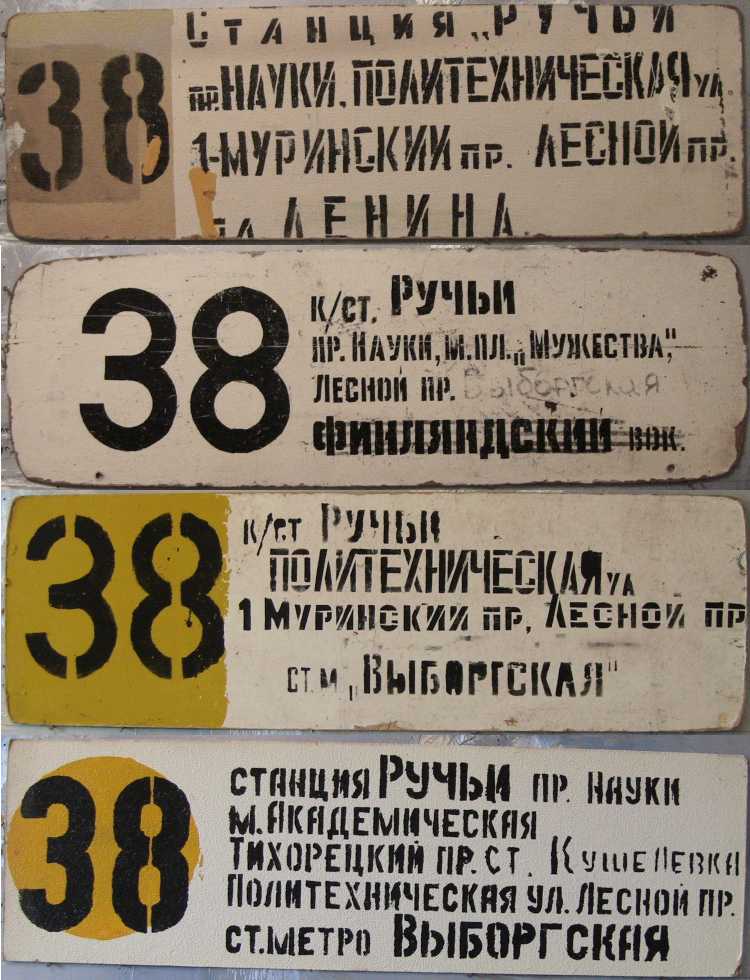 38
Станция „Ручьи
пр. НАУКИ, ПОЛИТЕХНИЧЕСКАЯ ул
1-МУРИНСКИЙ пр. ЛЕСНОЙ пр.
пл ЛЕНИНА
38
к/ст. Ручьи
пр. Науки, м. пл. „Мужества",
Лесной пр. Выборгская
Финляндский вок.
38
к/ст Ручьи
ПОЛИТЕХНИЧЕСКАЯ ул
1 Муринский пр, Лесной пр
ст. м „Выборгская"
38
станция Ручьи пр. Науки
м. Академическая
Тихорецкий пр. ст. Кушелевка
Политехническая ул. Лесной пр.
ст. метро Выборгская